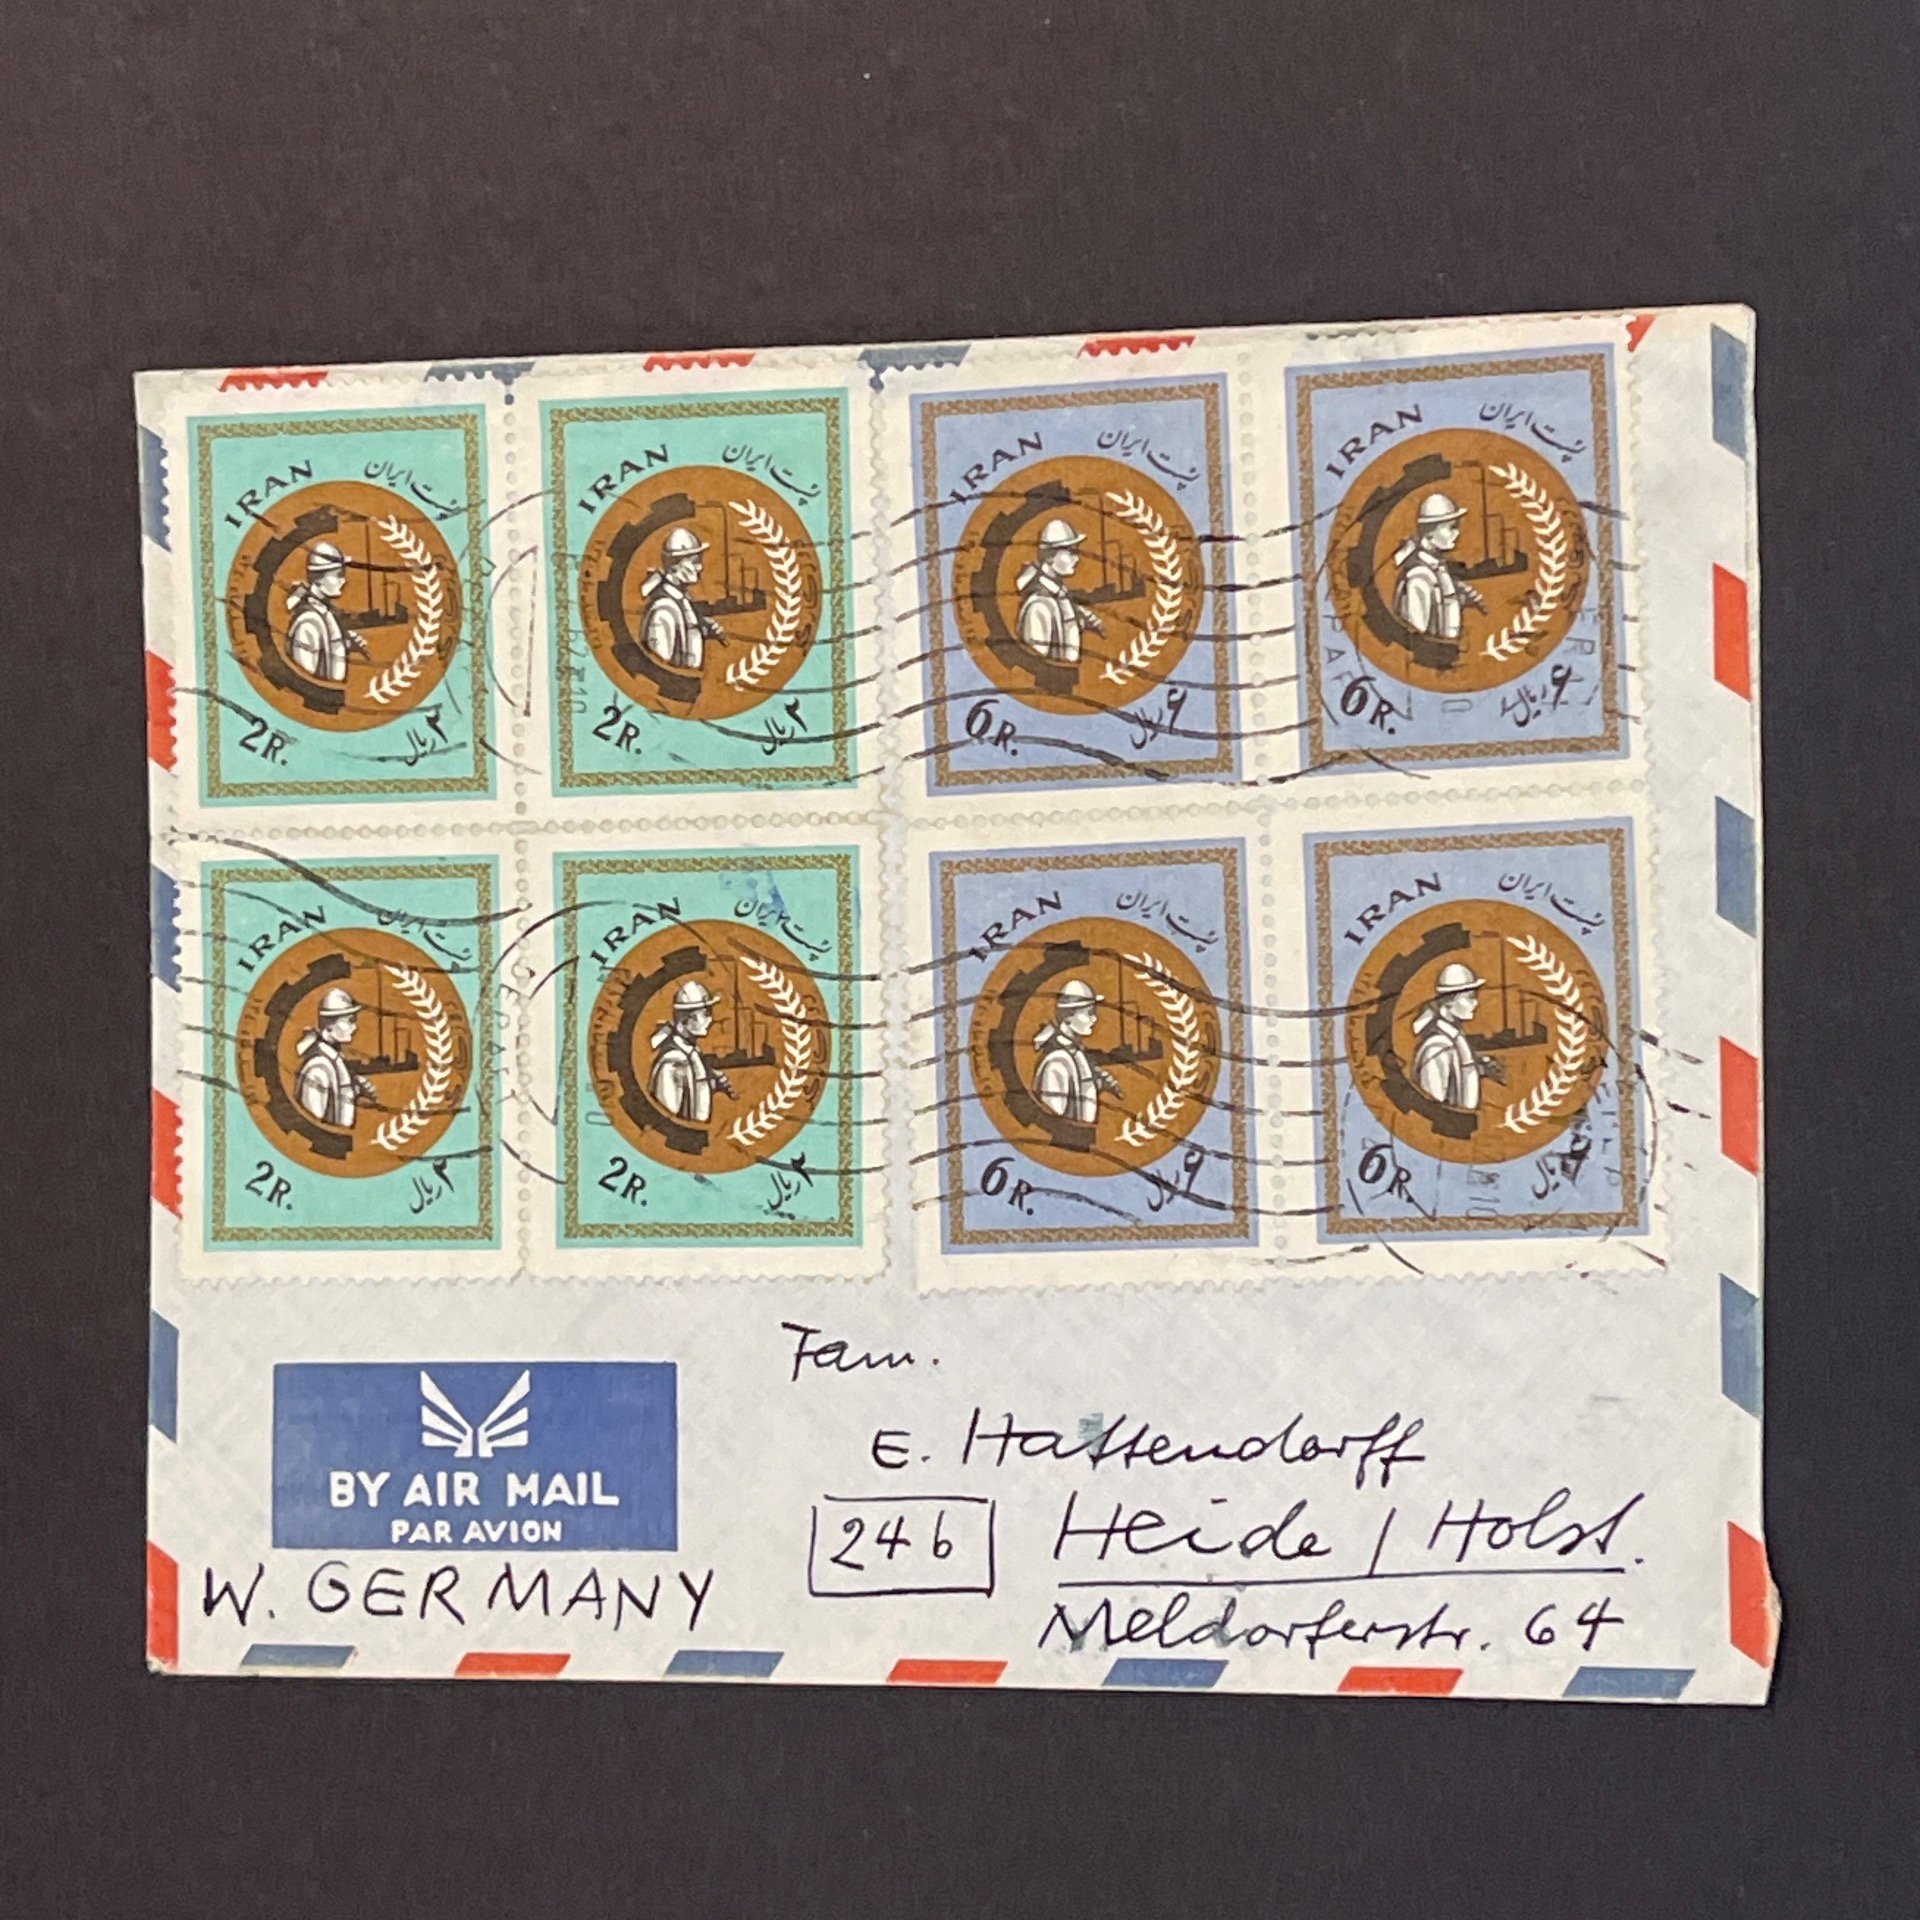 IRAN پست ایران
2R. ۲ ریال
IRAN پست ایران
2R. ۲ ریال
IRAN پست ایران
6R. ۶ ریال
IRAN پست ایران
6R. ۶ ریال
IRAN پست ایران
2R. ۲ ریال
IRAN پست ایران
2R. ۲ ریال
IRAN پست ایران
6R. ۶ ریال
IRAN پست ایران
6R. ریال
BY AIR MAIL
PAR AVION
W. GERMANY
Fam.
E. Hattendorff
24b Heide / Holst.
Meldorferstr. 64